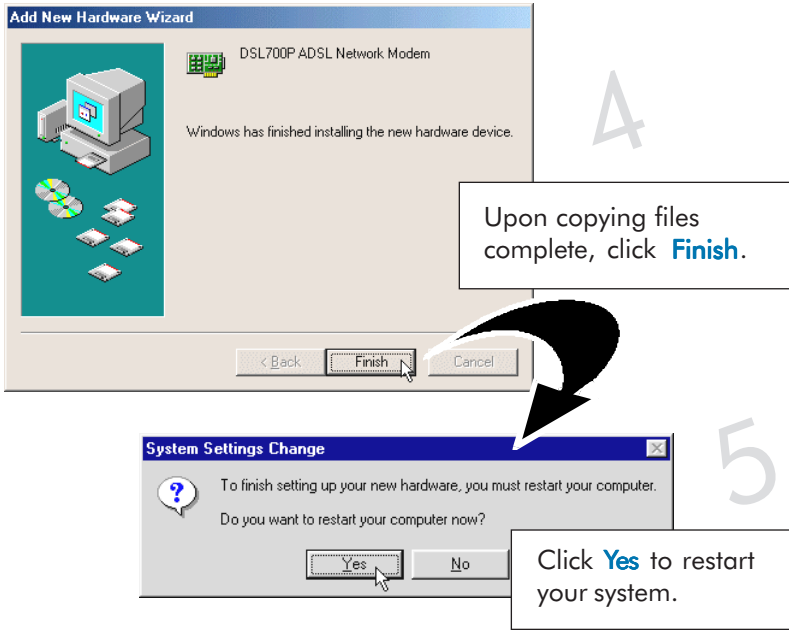 Add New Hardware Wizard
DSL700P ADSL Network Modem
Windows has finished installing the new hardware device.
4
Upon copying files
complete, click Finish.
< Back
Finish
Cancel
System Settings Change
5
To finish setting up your new hardware, you must restart your computer.
Do you want to restart your computer now?
Yes
No
Click Yes to restart
your system.